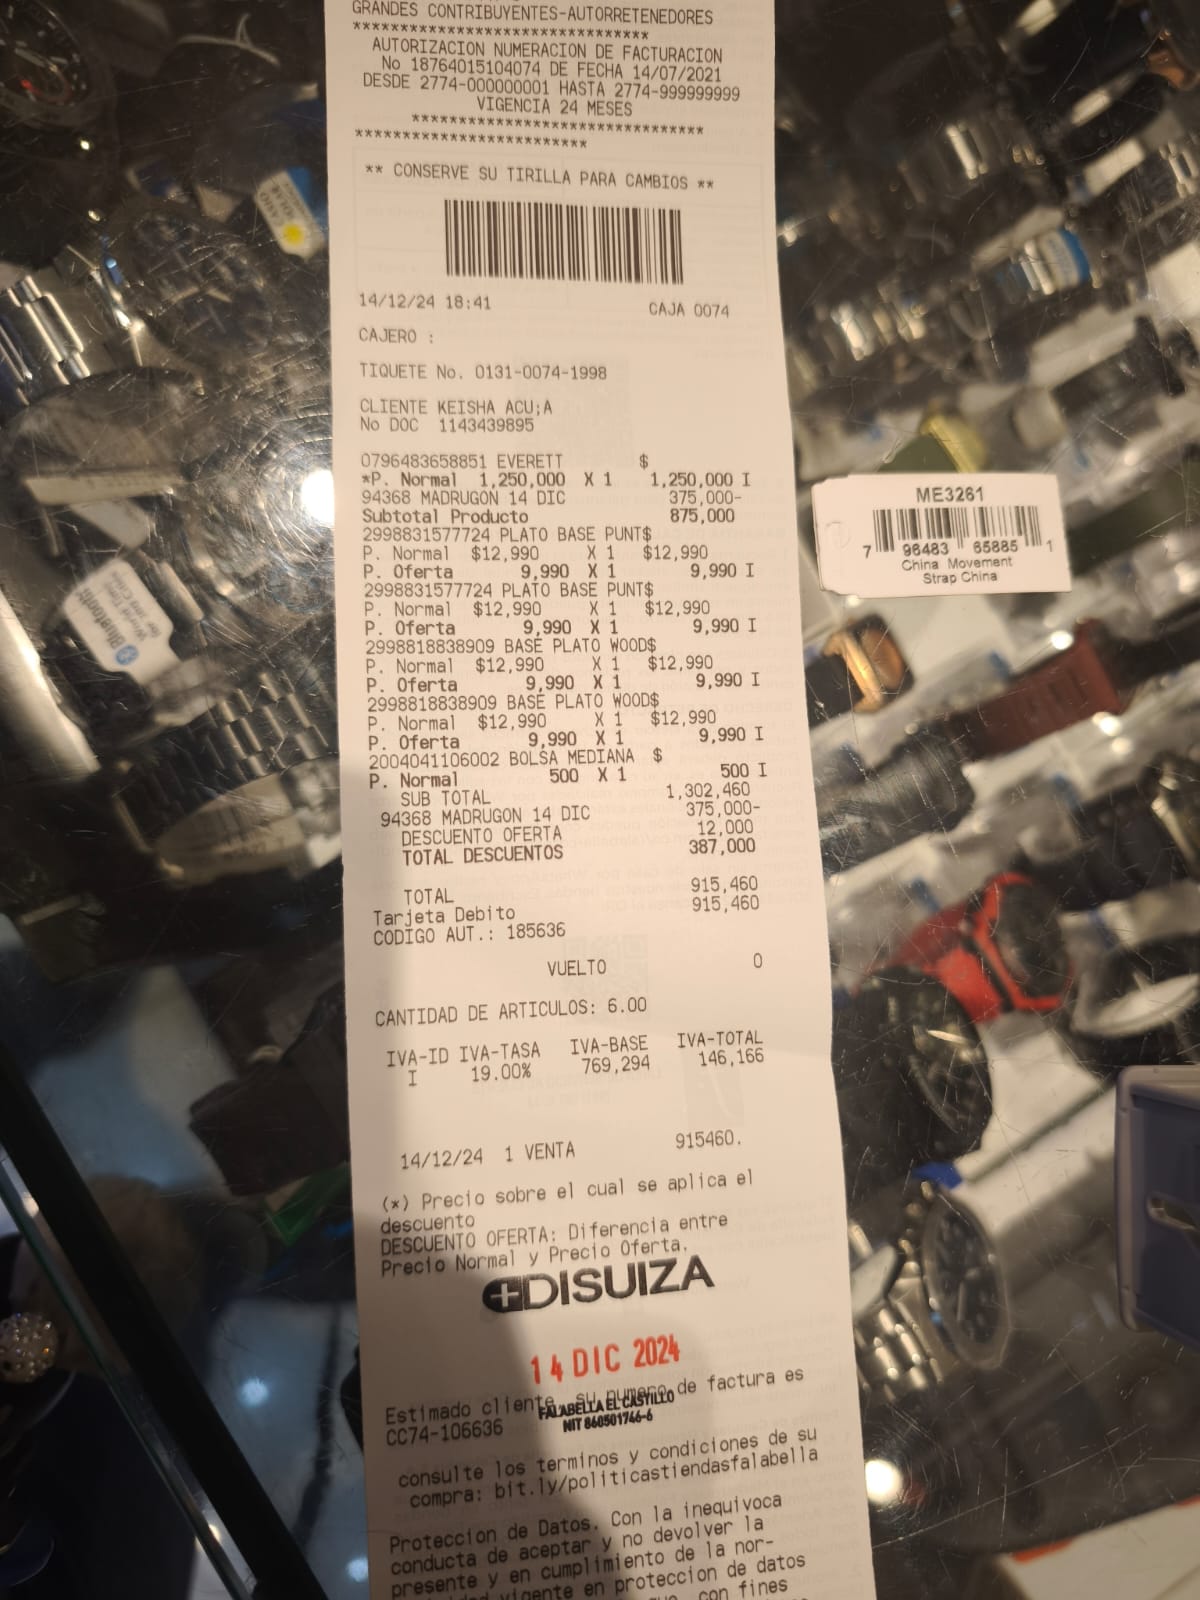 GRANDES CONTRIBUYENTES-AUTORRETENEDORES
*******************************
AUTORIZACION NUMERACION DE FACTURACION
No 18764015104074 DE FECHA 14/07/2021
DESDE 2774-000000001 HASTA 2774-999999999
VIGENCIA 24 MESES
*******************************
************************
** CONSERVE SU TIRILLA PARA CAMBIOS **
14/12/24 18:41 CAJA 0074
CAJERO :
TIQUETE No. 0131-0074-1998
CLIENTE KEISHA ACU;A
No DOC 1143439895
0796483658851 EVERETT $
*P. Normal 1,250,000 X 1 1,250,000 I
94368 MADRUGON 14 DIC 375,000-
Subtotal Producto 875,000
2998831577724 PLATO BASE PUNT$
P. Normal $12,990 X 1 $12,990
P. Oferta 9,990 X 1 9,990 I
2998831577724 PLATO BASE PUNT$
P. Normal $12,990 X 1 $12,990
P. Oferta 9,990 X 1 9,990 I
2998818838909 BASE PLATO WOOD$
P. Normal $12,990 X 1 $12,990
P. Oferta 9,990 X 1 9,990 I
2998818838909 BASE PLATO WOOD$
P. Normal $12,990 X 1 $12,990
P. Oferta 9,990 X 1 9,990 I
2004041106002 BOLSA MEDIANA $
P. Normal 500 X 1 500 I
SUB TOTAL 1,302,460
94368 MADRUGON 14 DIC 375,000-
DESCUENTO OFERTA 12,000
TOTAL DESCUENTOS 387,000
TOTAL 915,460
Tarjeta Debito 915,460
CODIGO AUT.: 185636
VUELTO 0
CANTIDAD DE ARTICULOS: 6.00
IVA-ID IVA-TASA IVA-BASE IVA-TOTAL
I 19.00% 769,294 146,166
14/12/24 1 VENTA 915460.
(*) Precio sobre el cual se aplica el
descuento
DESCUENTO OFERTA: Diferencia entre
Precio Normal y Precio Oferta.
DISUIZA
14 DIC 2024
Estimado cliente, su numero de factura es
FALABELLA EL CASTILLO
CC74-106636
NIT 860501746-6
consulte los terminos y condiciones de su
compra: bit.ly/politicastiendasfalabella
Proteccion de Datos. Con la inequivoca
conducta de aceptar y no devolver la
presente y en cumplimiento de la nor-
vigente en proteccion de datos
con fines
ME3261
7 96483 65885 1
China Movement
Strap China
Bluetooth
CASIO